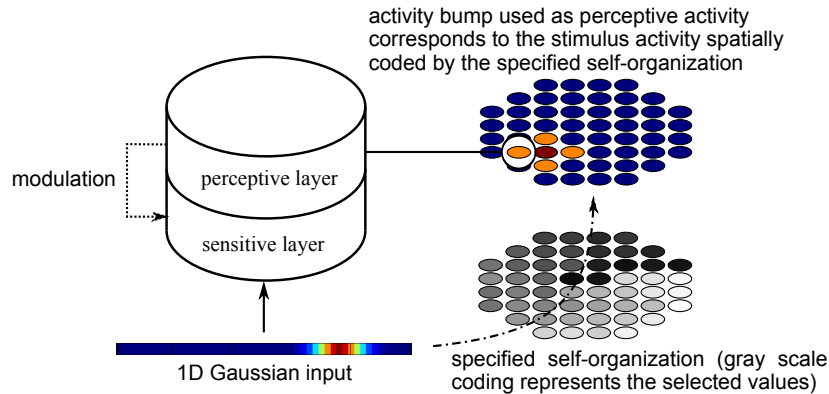 activity bump used as perceptive activity
corresponds to the stimulus activity spatially
coded by the specified self-organization
modulation
perceptive layer
sensitive layer
1D Gaussian input
specified self-organization (gray scale
coding represents the selected values)